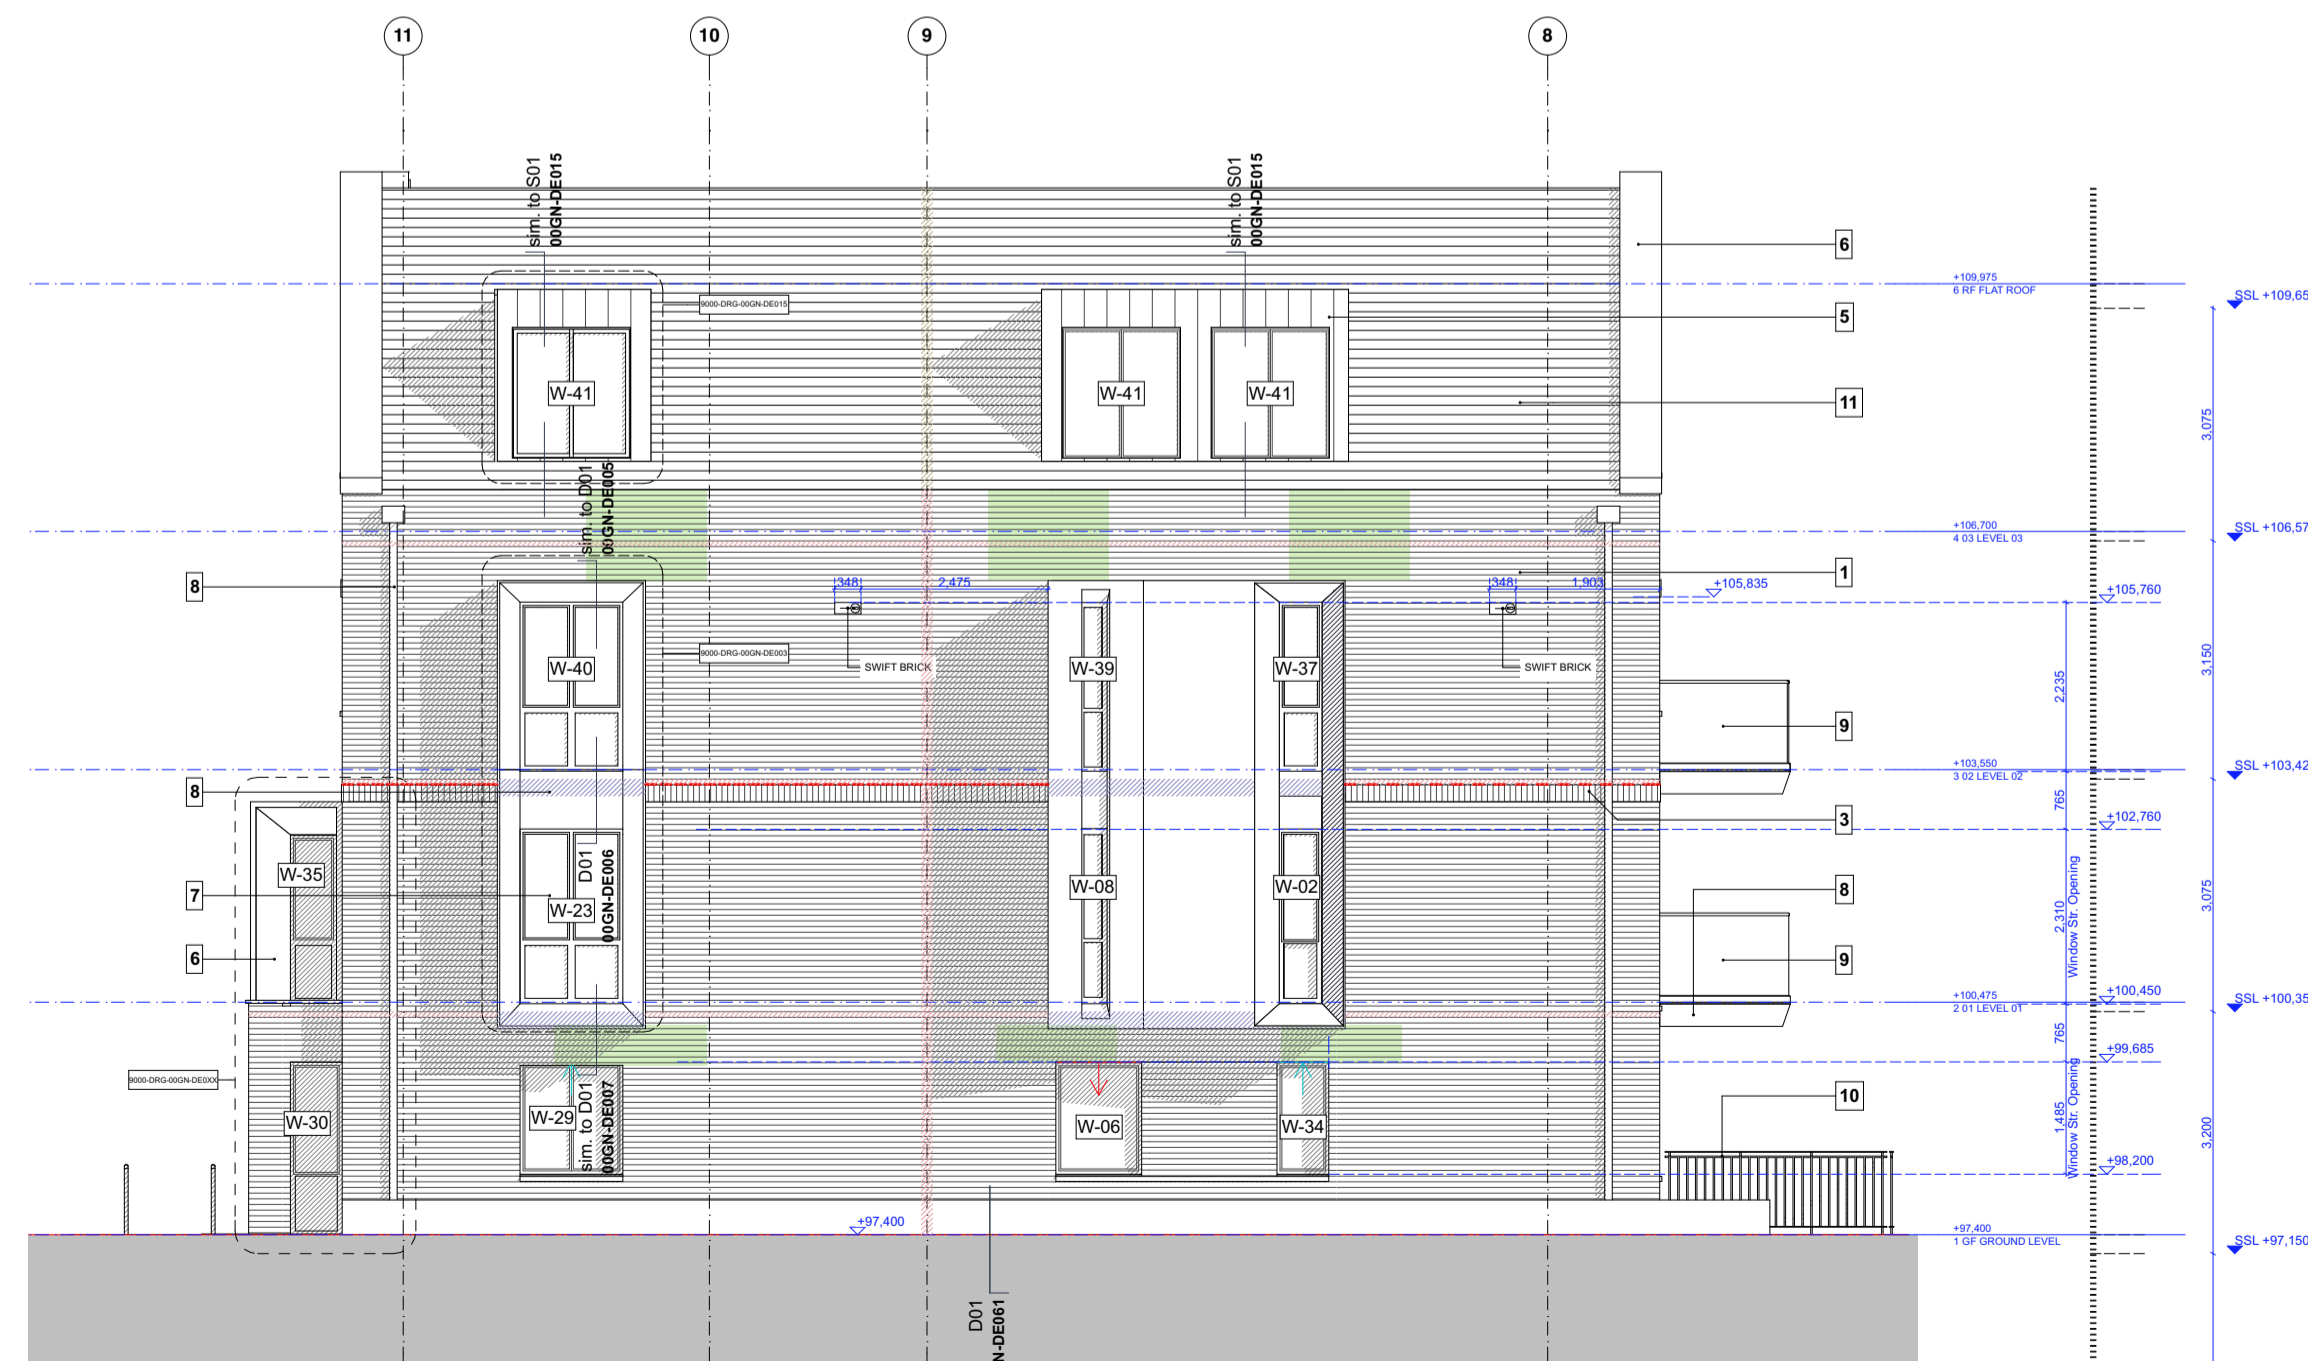 11
10
9
8
sim. to S01
00GN-DE015
sim. to S01
00GN-DE015
6
+109,975
6 RF FLAT ROOF
SSL +109,65
9000-DRG-00GN-DE015
5
W-41
W-41
W-41
11
3,075
sim. to D01
00GN-DE005
+106,700
4 03 LEVEL 03
SSL +106,57
8
348
2,475
348
1,903
+105,835
1
+105,760
9000-DRG-00GN-DE003
SWIFT BRICK
SWIFT BRICK
W-40
W-39
W-37
3,150
2,235
9
+103,550
3 02 LEVEL 02
SSL +103,42
8
765
3
+102,760
D01
00GN-DE006
W-35
W-23
W-08
W-02
7
8
3,075
2,310
Window Str. Opening
6
9
+100,475
2 01 LEVEL 01
+100,450
SSL +100,35
765
+99,685
9000-DRG-00GN-DE0XX
sim. to D01
00GN-DE007
W-30
W-29
W-06
W-34
10
1,485
Window Str. Opening
3,200
+98,200
+97,400
+97,400
1 GF GROUND LEVEL
SSL +97,150
D01
N-DE061